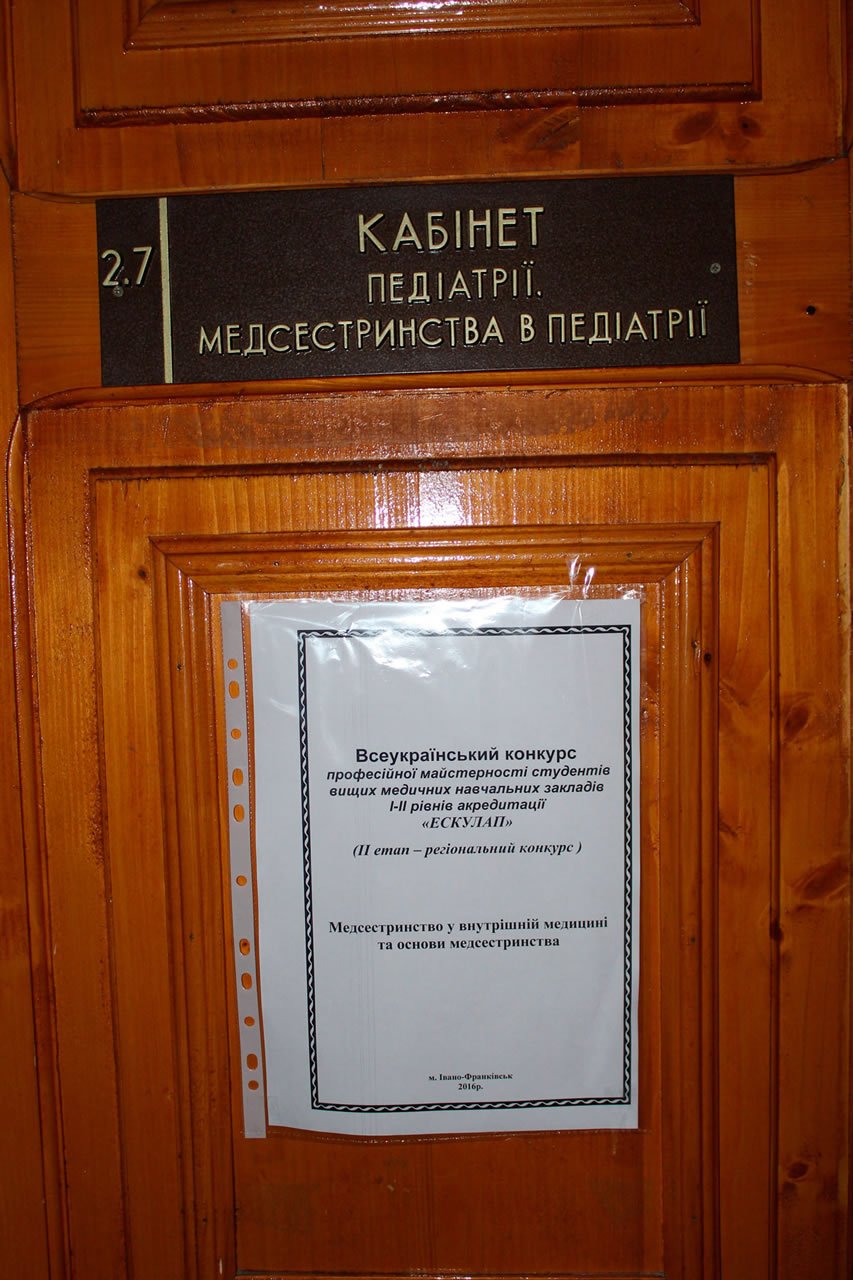 2.7
КАБІНЕТ
ПЕДІАТРІЇ.
МЕДСЕСТРИНСТВА В ПЕДІАТРІЇ
Всеукраїнський конкурс
професійної майстерності студентів
вищих медичних навчальних закладів
І-ІІ рівнів акредитації
«ЕСКУЛАП»
(ІІ етап – регіональний конкурс )
Медсестринство у внутрішній медицині
та основи медсестринства
м. Івано-Франківськ
2016р.